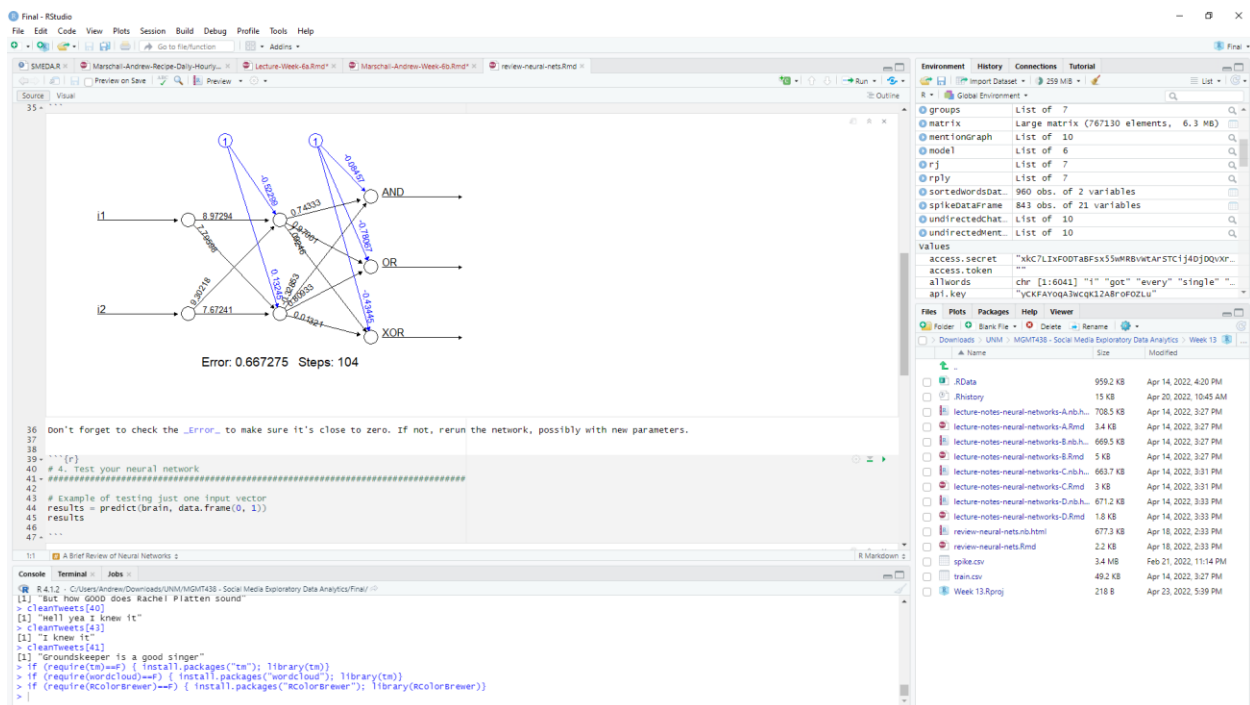 Final - RStudio
File Edit Code View Plots Session Build Debug Profile Tools Help
Go to file/function Addins
Final
SMEDA.R Marschall-Andrew-Recipe-Daily-Hourly... Lecture-Week-6a.Rmd* Marschall-Andrew-Week-6b.Rmd* review-neural-nets.Rmd
Preview on Save Preview Run
Source Visual Outline
35 ```
1 1
-0.08457
-0.52299
AND
0.74333
i1
8.97294
7.79598
-0.78067
OR
0.13245
9.30218
0.80933
-0.43445
i2
7.67241
0.01321
XOR
Error: 0.667275 Steps: 104
36 Don't forget to check the _Error_ to make sure it's close to zero. If not, rerun the network, possibly with new parameters.
37
38
39 ```{r}
40 # 4. Test your neural network
41 ################################################################################
42
43 # Example of testing just one input vector
44 results = predict(brain, data.frame(0, 1))
45 results
46
47 ```
1:1 A Brief Review of Neural Networks R Markdown
Console Terminal Jobs
R 4.1.2 · C:/Users/Andrew/Downloads/UNM/MGMT438 - Social Media Exploratory Data Analytics/Final/
[1] "But how GOOD does Rachel Platten sound"
> cleanTweets[40]
[1] "Hell yea I knew it"
> cleanTweets[43]
[1] "I knew it"
> cleanTweets[41]
[1] "Groundskeeper is a good singer"
> if (require(tm)==F) { install.packages("tm"); library(tm)}
> if (require(wordcloud)==F) { install.packages("wordcloud"); library(tm)}
> if (require(RColorBrewer)==F) { install.packages("RColorBrewer"); library(RColorBrewer)}
>
Environment History Connections Tutorial
Import Dataset 259 MiB List
R Global Environment
groups List of 7
matrix Large matrix (767130 elements, 6.3 MB)
mentionGraph List of 10
model List of 6
rj List of 7
rply List of 7
sortedwordsDat… 960 obs. of 2 variables
spikeDataFrame 843 obs. of 21 variables
undirectedChat… List of 10
undirectedMent… List of 10
values
access.secret
access.token ""
allwords chr [1:6041] "i" "got" "every" "single" "…
api.key
Files Plots Packages Help Viewer
Folder Blank File Delete Rename
Downloads > UNM > MGMT438 - Social Media Exploratory Data Analytics > Week 13
Name Size Modified
..
.RData 959.2 KB Apr 14, 2022, 4:20 PM
.Rhistory 15 KB Apr 20, 2022, 10:45 AM
lecture-notes-neural-networks-A.nb.h... 708.5 KB Apr 14, 2022, 3:27 PM
lecture-notes-neural-networks-A.Rmd 3.4 KB Apr 14, 2022, 3:27 PM
lecture-notes-neural-networks-B.nb.h... 669.5 KB Apr 14, 2022, 3:27 PM
lecture-notes-neural-networks-B.Rmd 5 KB Apr 14, 2022, 3:27 PM
lecture-notes-neural-networks-C.nb.h... 663.7 KB Apr 14, 2022, 3:31 PM
lecture-notes-neural-networks-C.Rmd 3 KB Apr 14, 2022, 3:31 PM
lecture-notes-neural-networks-D.nb.h... 671.2 KB Apr 14, 2022, 3:33 PM
lecture-notes-neural-networks-D.Rmd 1.8 KB Apr 14, 2022, 3:33 PM
review-neural-nets.nb.html 677.3 KB Apr 18, 2022, 2:33 PM
review-neural-nets.Rmd 2.2 KB Apr 18, 2022, 2:33 PM
spike.csv 3.4 MB Feb 21, 2022, 11:14 PM
train.csv 49.2 KB Apr 14, 2022, 3:27 PM
Week 13.Rproj 218 B Apr 23, 2022, 5:39 PM